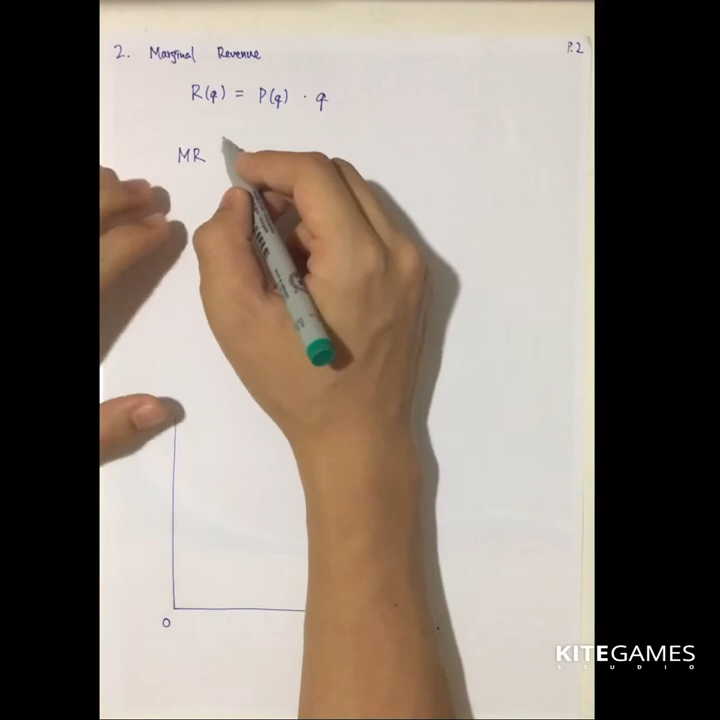 2. Marginal Revenue P.2
R(q) = P(q) · q
MR
0
KITEGAMES
STUDIO